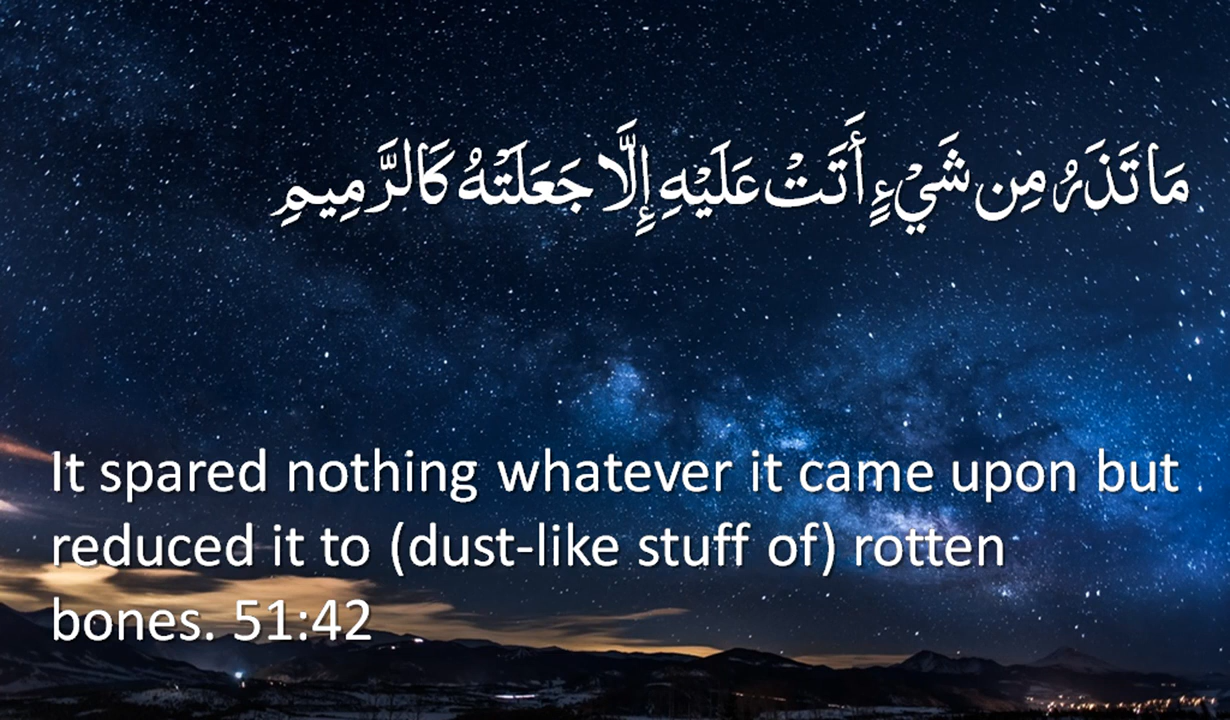 مَا تَذَرُ مِن شَيْءٍ أَتَتْ عَلَيْهِ إِلَّا جَعَلَتْهُ كَالرَّمِيمِ
It spared nothing whatever it came upon but
reduced it to (dust-like stuff of) rotten
bones. 51:42